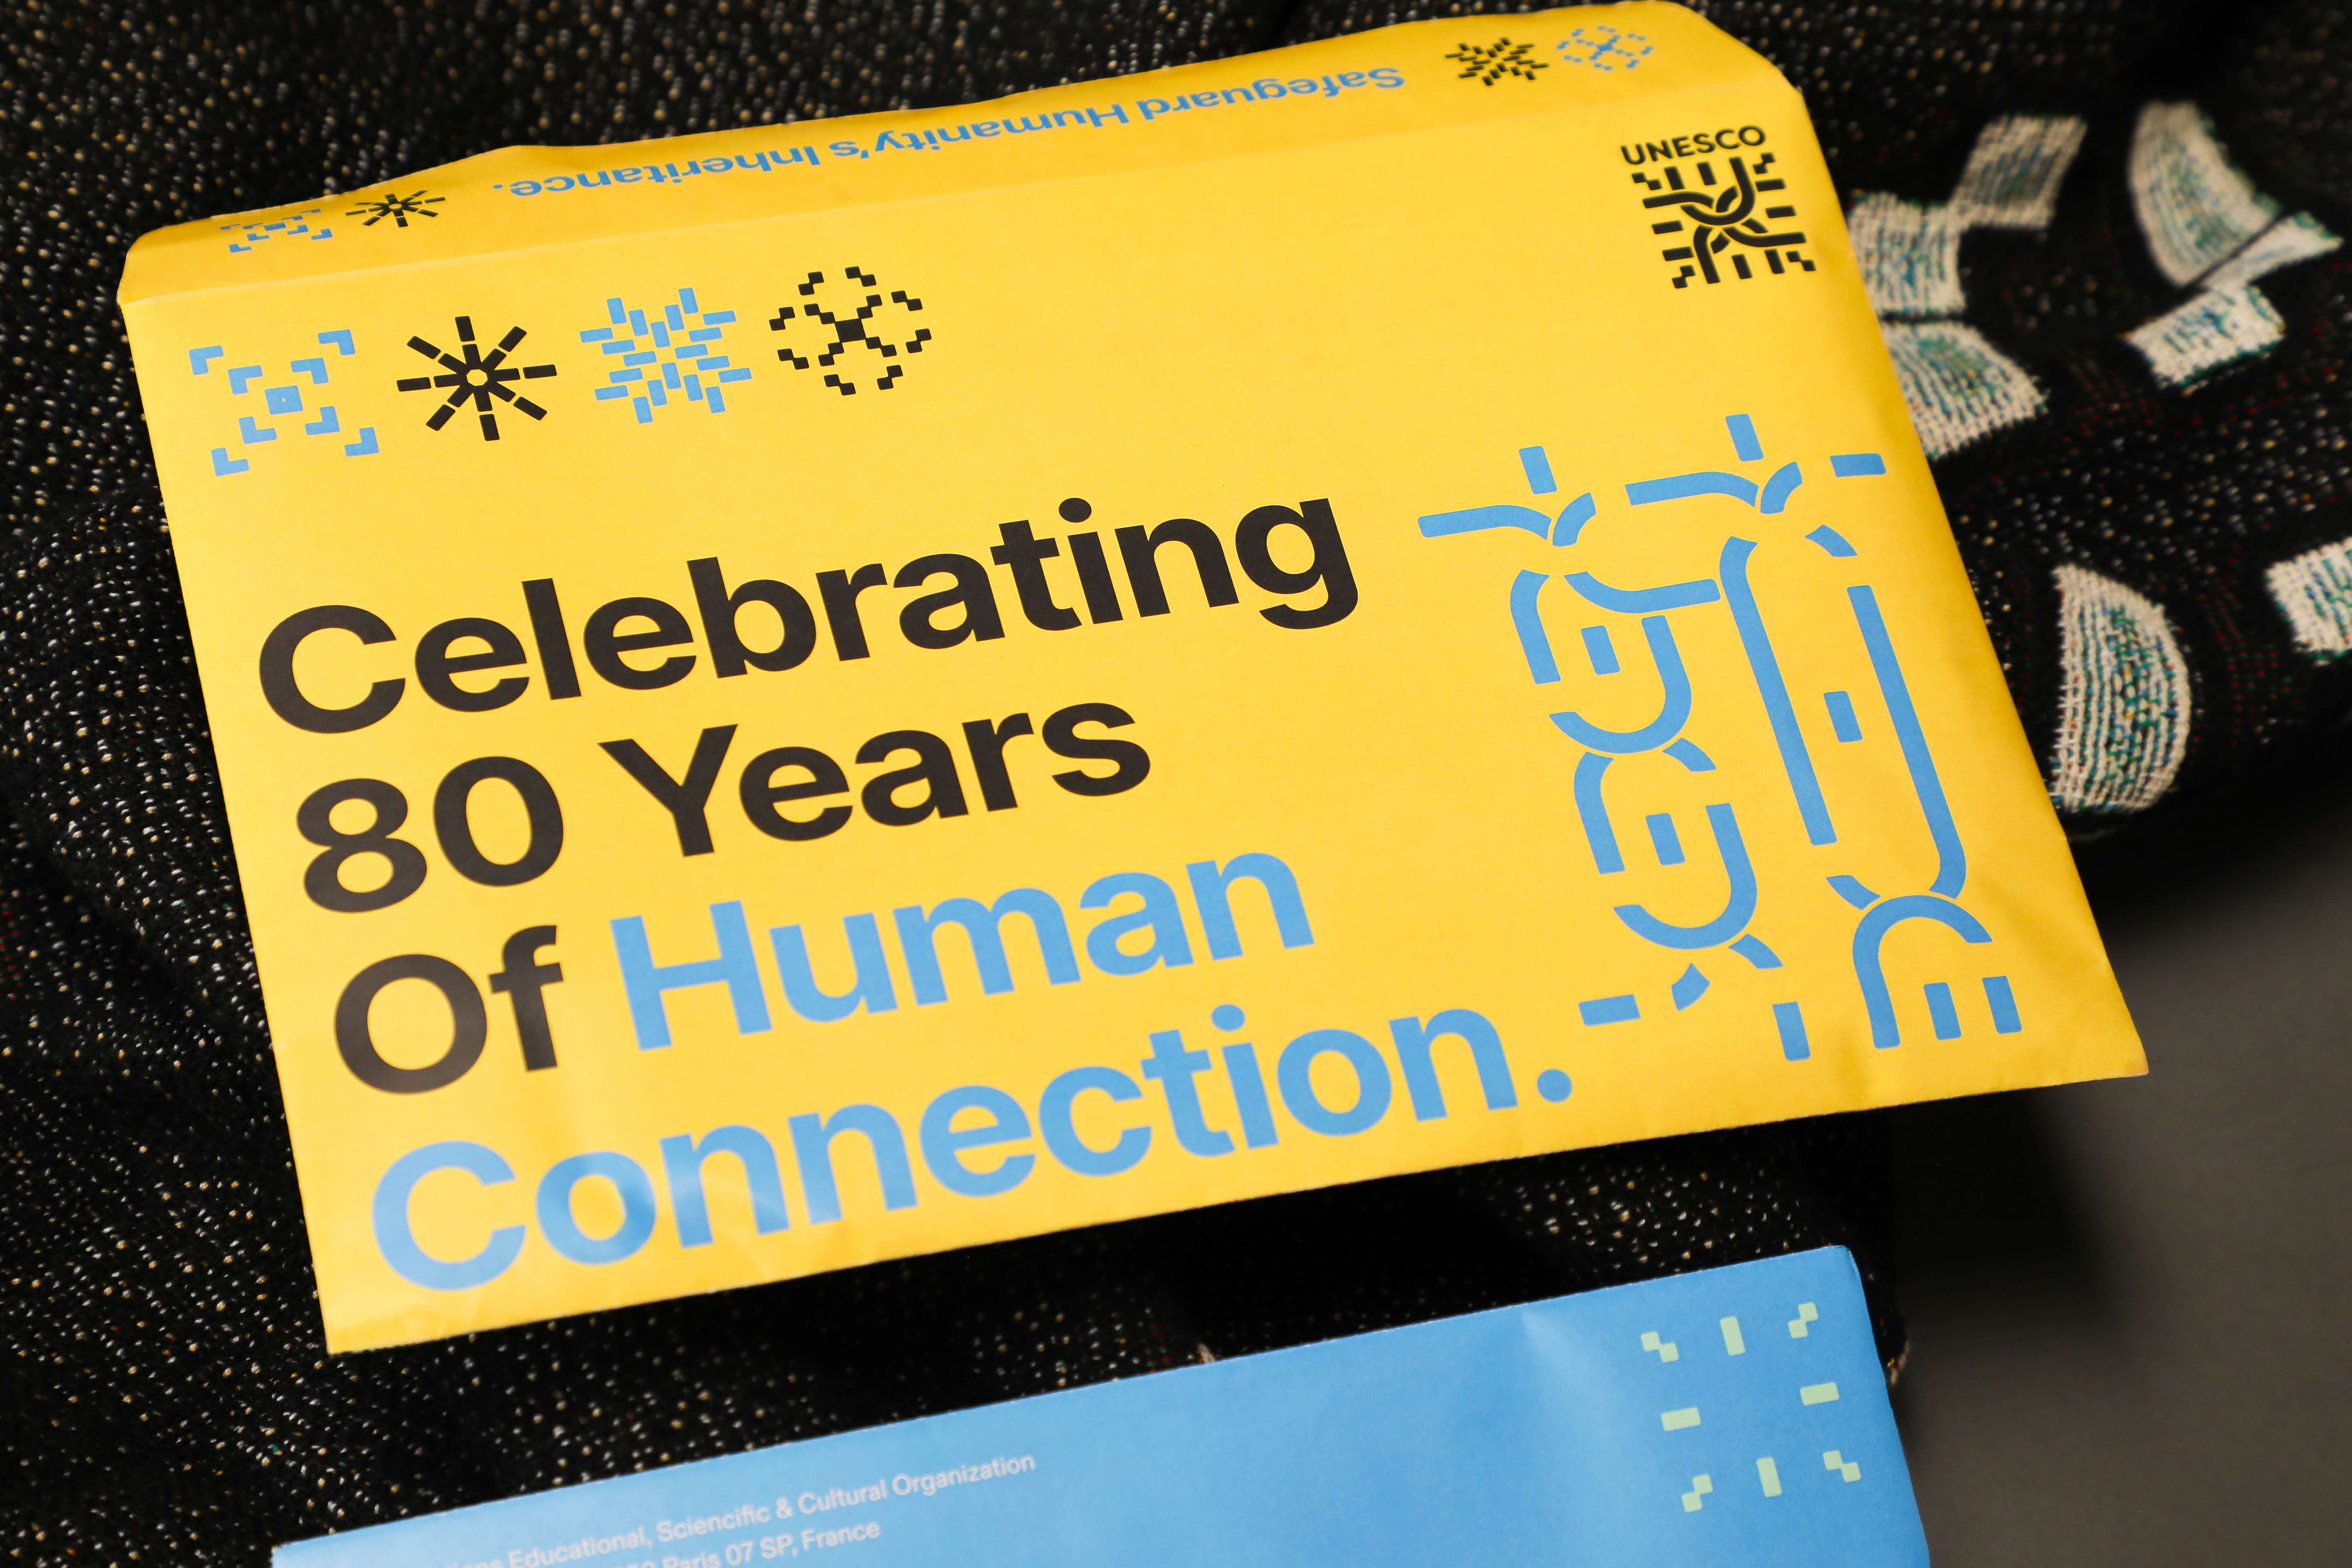 Safeguard Humanity's Inheritance.
UNESCO
Celebrating
80 Years
Of Human
Connection.
Educational, Sciencific & Cultural Organization
Paris 07 SP, France